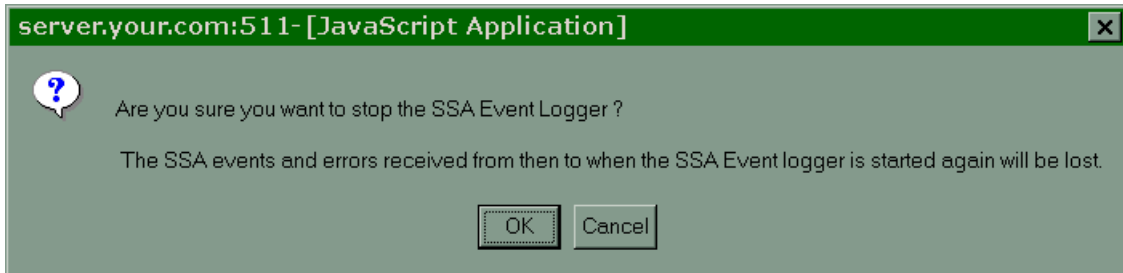 server.your.com:511-[JavaScript Application]
Are you sure you want to stop the SSA Event Logger ?
The SSA events and errors received from then to when the SSA Event logger is started again will be lost.
OK Cancel